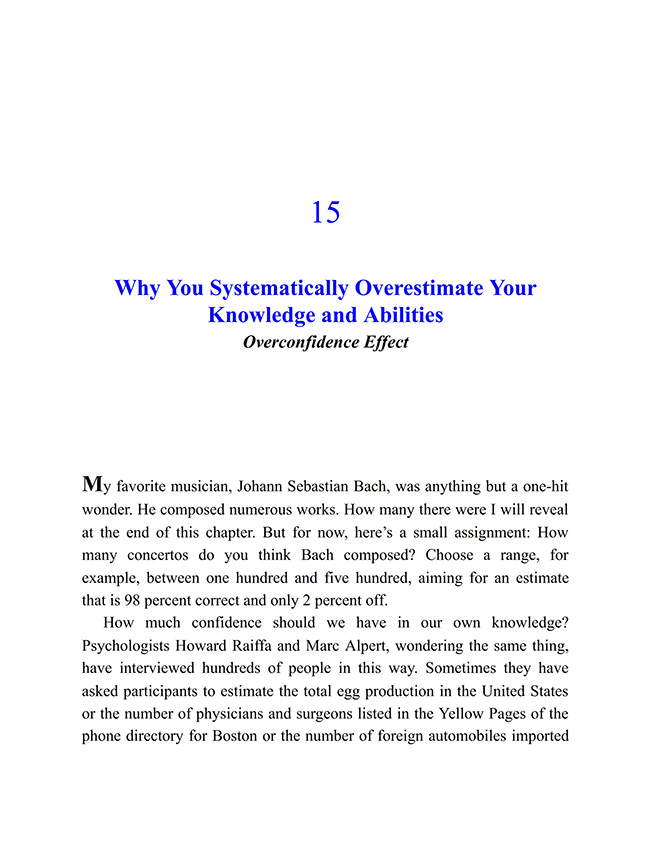 15
Why You Systematically Overestimate Your
Knowledge and Abilities
Overconfidence Effect
My favorite musician, Johann Sebastian Bach, was anything but a one-hit
wonder. He composed numerous works. How many there were I will reveal
at the end of this chapter. But for now, here’s a small assignment: How
many concertos do you think Bach composed? Choose a range, for
example, between one hundred and five hundred, aiming for an estimate
that is 98 percent correct and only 2 percent off.
How much confidence should we have in our own knowledge?
Psychologists Howard Raiffa and Marc Alpert, wondering the same thing,
have interviewed hundreds of people in this way. Sometimes they have
asked participants to estimate the total egg production in the United States
or the number of physicians and surgeons listed in the Yellow Pages of the
phone directory for Boston or the number of foreign automobiles imported